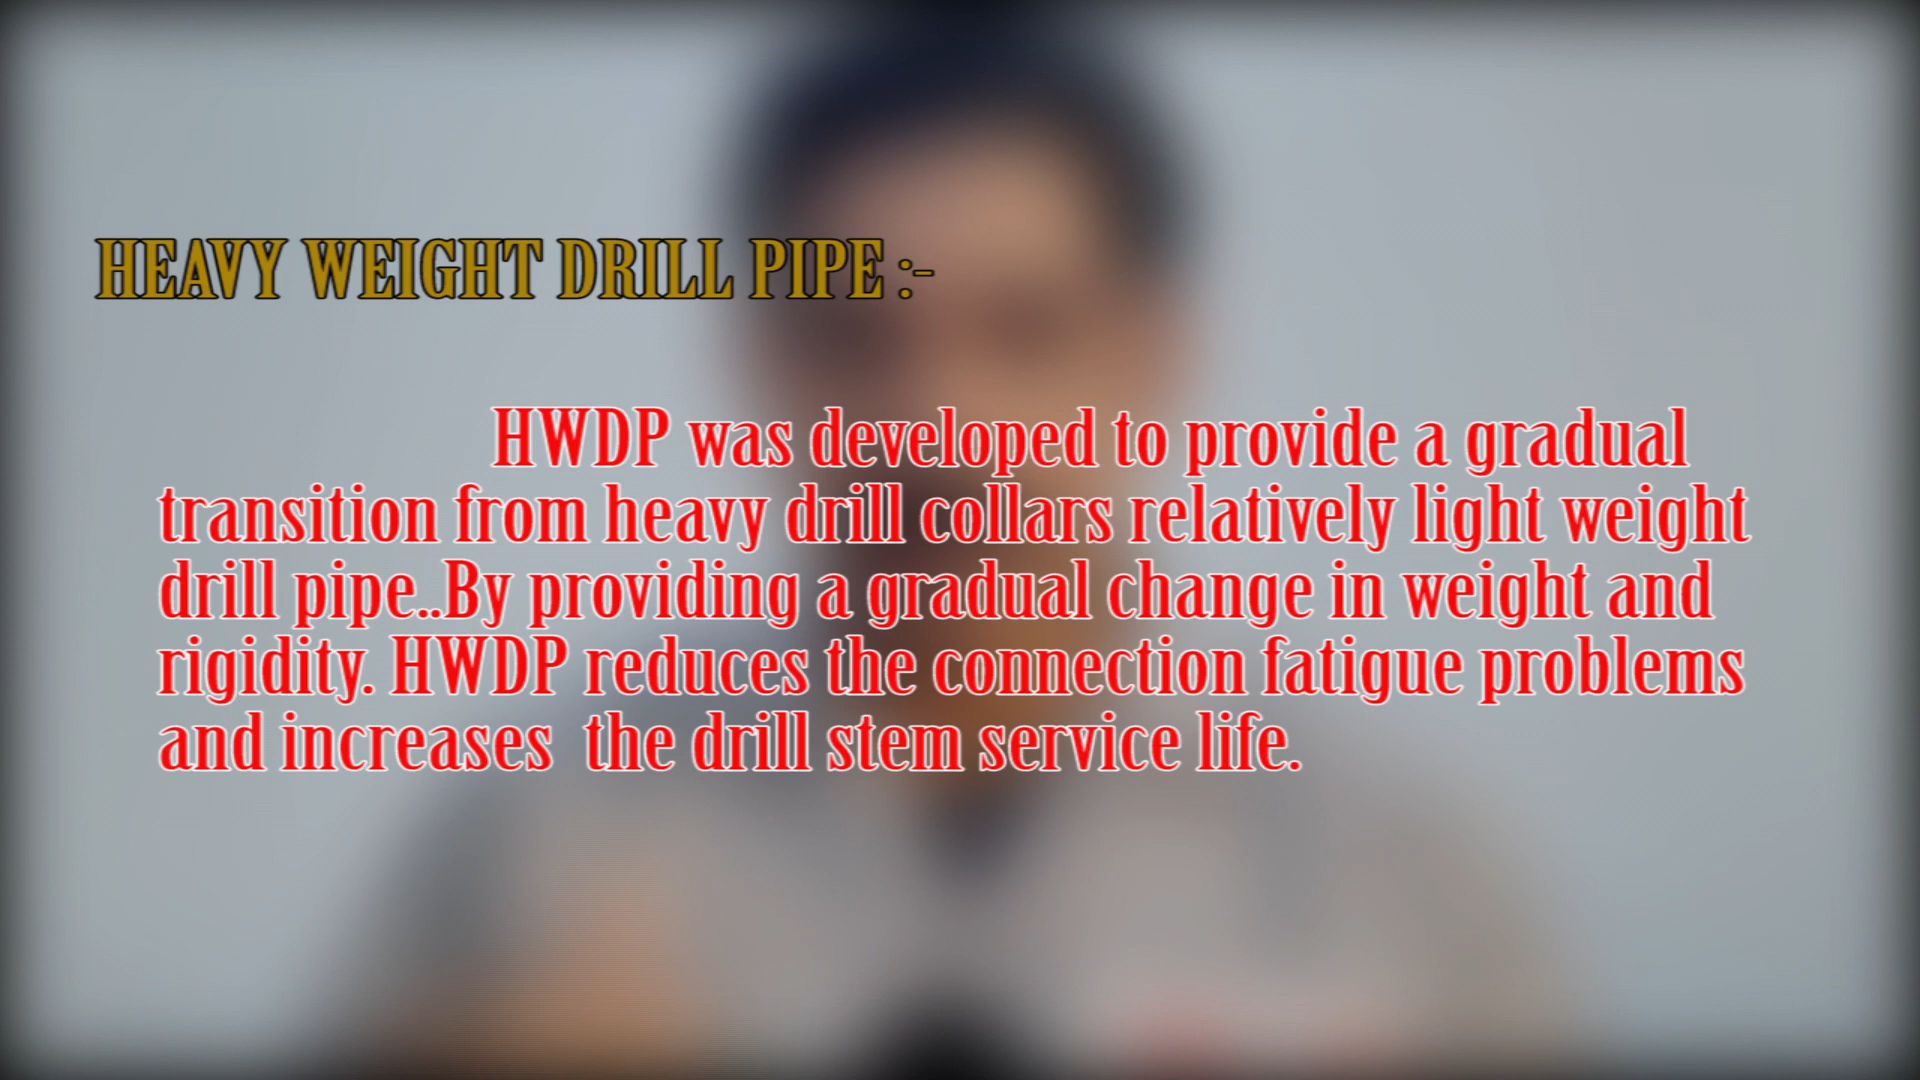 HEAVY WEIGHT DRILL PIPE :-
HWDP was developed to provide a gradual
transition from heavy drill collars relatively light weight
drill pipe..By providing a gradual change in weight and
rigidity. HWDP reduces the connection fatigue problems
and increases  the drill stem service life.